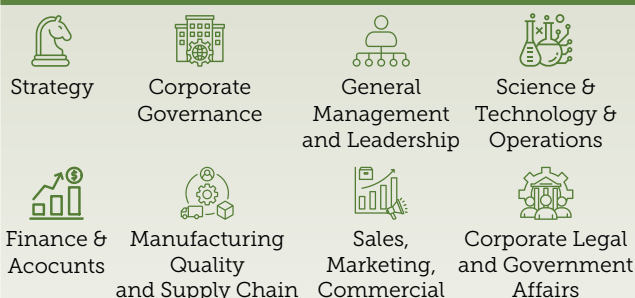 Strategy
Corporate
Governance
General
Management
and Leadership
Science &
Technology &
Operations
Finance &
Acocunts
Manufacturing
Quality
and Supply Chain
Sales,
Marketing,
Commercial
Corporate Legal
and Government
Affairs